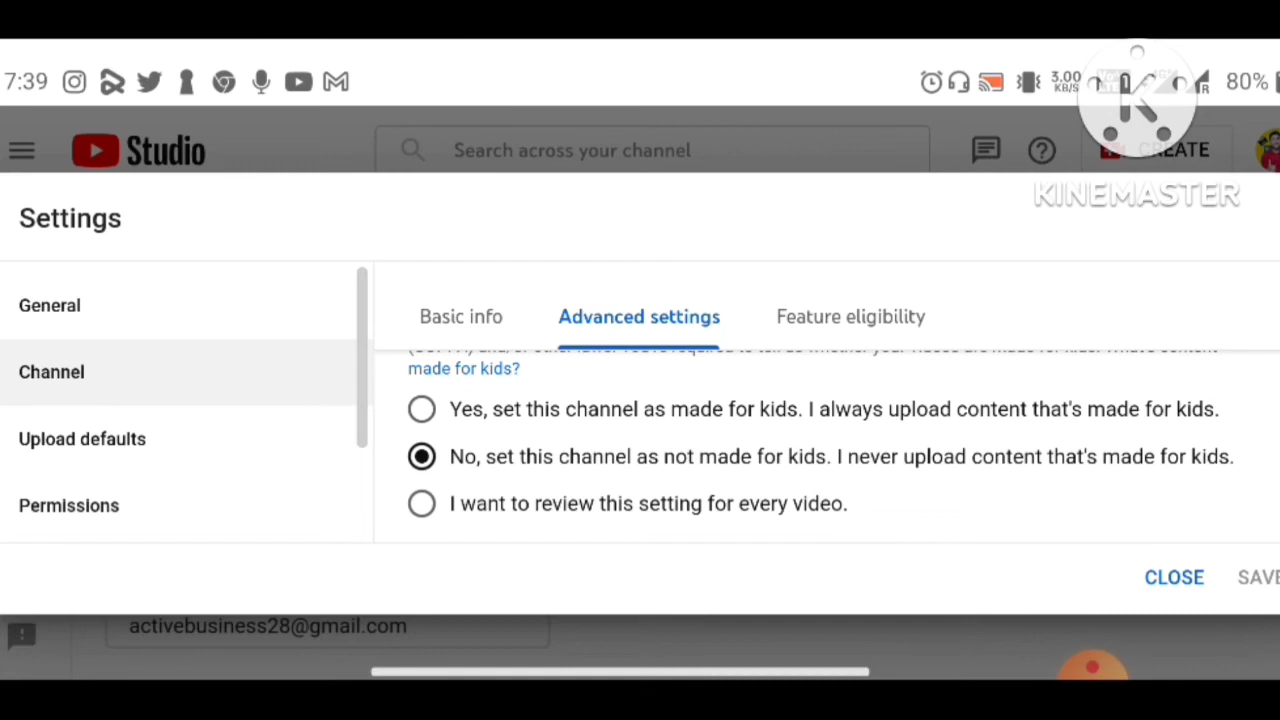 7:39
3.00
KB/S
80%
Studio
Search across your channel
CREATE
KINEMASTER
Settings
General
Channel
Upload defaults
Permissions
Basic info
Advanced settings
Feature eligibility
made for kids?
Yes, set this channel as made for kids. I always upload content that's made for kids.
No, set this channel as not made for kids. I never upload content that's made for kids.
I want to review this setting for every video.
CLOSE
SAVE
activebusiness28@gmail.com